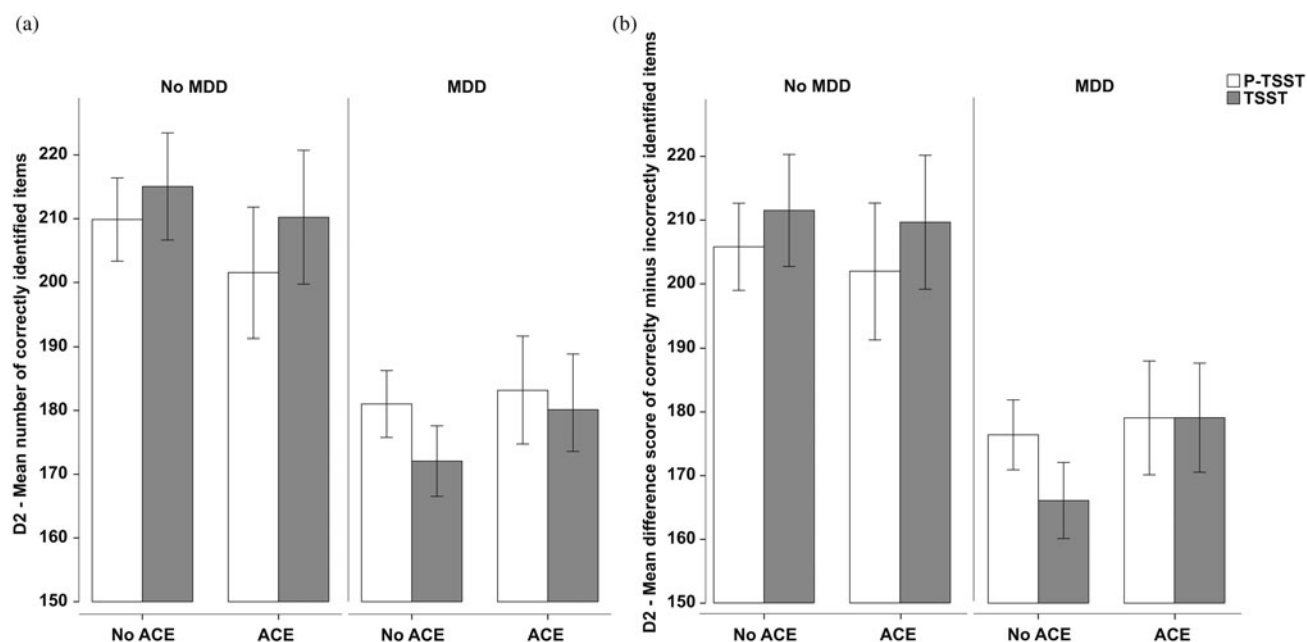 (a)
No MDD
MDD
D2 - Mean number of correctly identified items
220
210
200
190
180
170
160
150
No ACE
ACE
No ACE
ACE
(b)
No MDD
MDD
P-TSST
TSST
D2 - Mean difference score of correclty minus incorrectly identified items
220
210
200
190
180
170
160
150
No ACE
ACE
No ACE
ACE